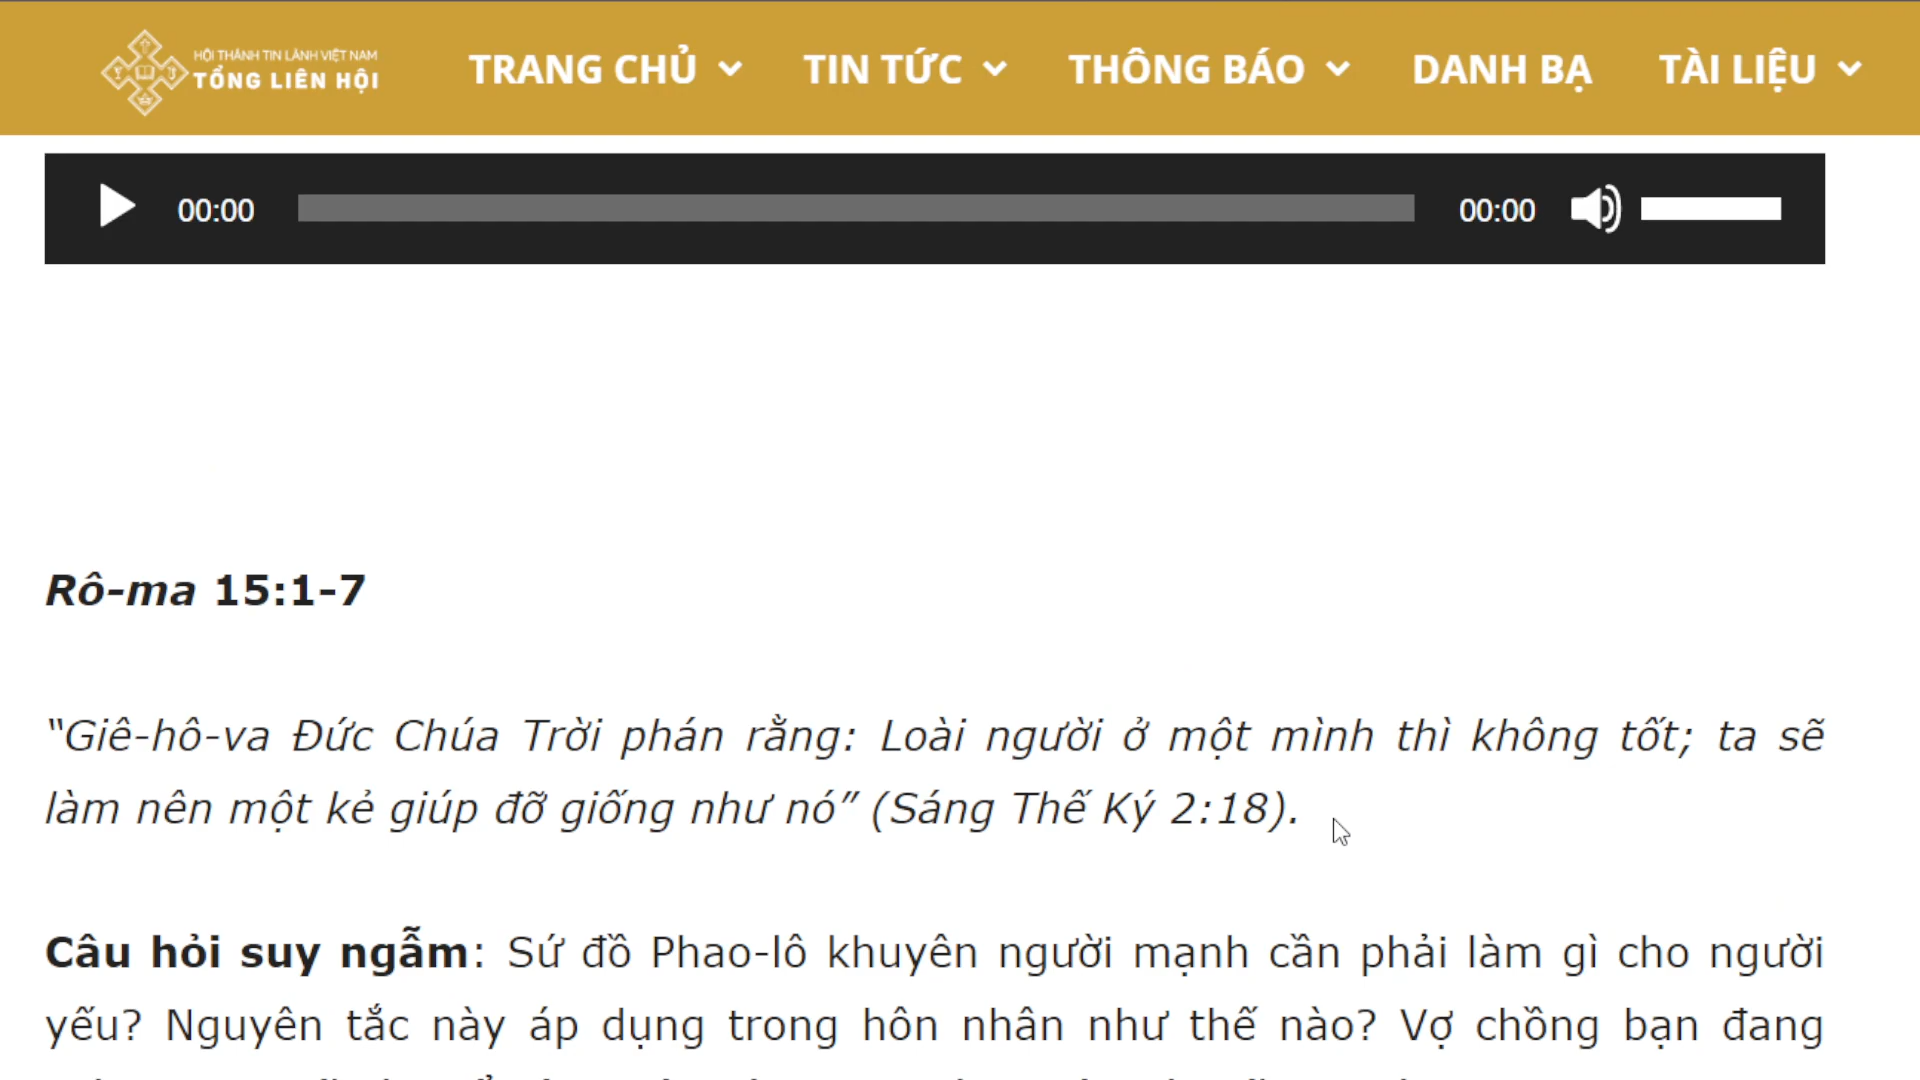 HỘI THÁNH TIN LÀNH VIỆT NAM
TỔNG LIÊN HỘI
TRANG CHỦ TIN TỨC THÔNG BÁO DANH BẠ TÀI LIỆU
00:00 00:00
Rô-ma 15:1-7
“Giê-hô-va Đức Chúa Trời phán rằng: Loài người ở một mình thì không tốt; ta sẽ
làm nên một kẻ giúp đỡ giống như nó” (Sáng Thế Ký 2:18).
Câu hỏi suy ngẫm: Sứ đồ Phao-lô khuyên người mạnh cần phải làm gì cho người
yếu? Nguyên tắc này áp dụng trong hôn nhân như thế nào? Vợ chồng bạn đang